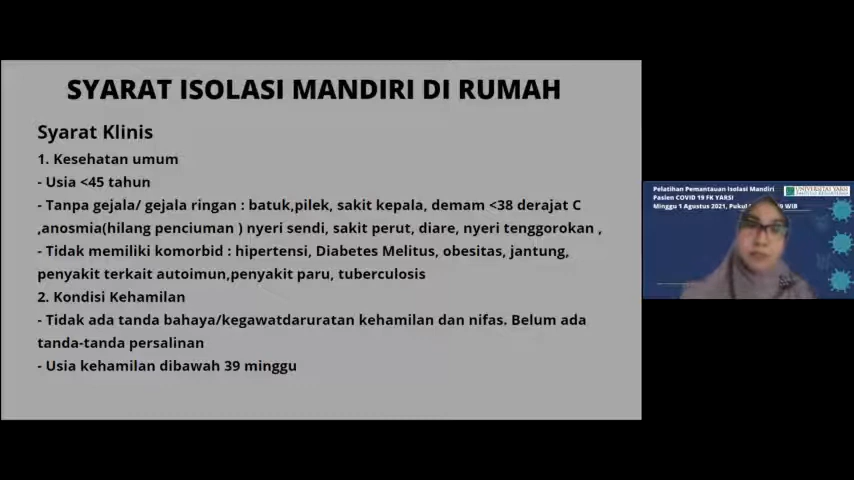 SYARAT ISOLASI MANDIRI DI RUMAH
Syarat Klinis
1. Kesehatan umum
- Usia <45 tahun
- Tanpa gejala/ gejala ringan : batuk,pilek, sakit kepala, demam <38 derajat C
,anosmia(hilang penciuman ) nyeri sendi, sakit perut, diare, nyeri tenggorokan ,
- Tidak memiliki komorbid : hipertensi, Diabetes Melitus, obesitas, jantung,
penyakit terkait autoimun,penyakit paru, tuberculosis
2. Kondisi Kehamilan
- Tidak ada tanda bahaya/kegawatdaruratan kehamilan dan nifas. Belum ada
tanda-tanda persalinan
- Usia kehamilan dibawah 39 minggu
Pelatihan Pemantauan Isolasi Mandiri
Pasien COVID 19 FK YARSI
Minggu 1 Agustus 2021, Pukul WIB
UNIVERSITAS YARSI